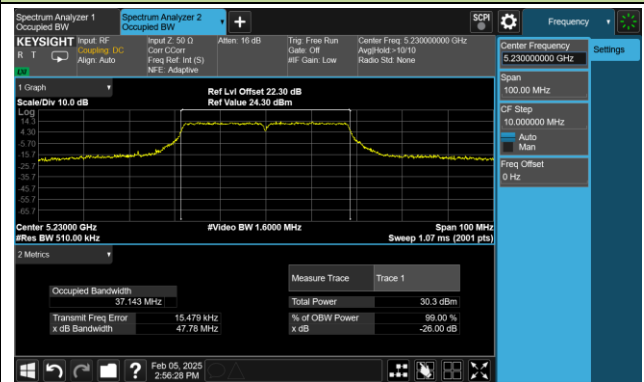 Spectrum Analyzer 1
Occupied BW
Spectrum Analyzer 2
Occupied BW
+
SCPI
Frequency
KEYSIGHT
R T
LW
Input: RF
Coupling: DC
Align: Auto
Input Z: 50 Ω
Corr CCorr
Freq Ref: Int (S)
NFE: Adaptive
Atten: 16 dB
Trig: Free Run
Gate: Off
#IF Gain: Low
Center Freq: 5.230000000 GHz
Avg|Hold:>10/10
Radio Std: None
Center Frequency
5.230000000 GHz
Settings
Span
100.00 MHz
CF Step
10.000000 MHz
Auto
Man
Freq Offset
0 Hz
1 Graph
Scale/Div 10.0 dB
Ref Lvl Offset 22.30 dB
Ref Value 24.30 dBm
Log
14.3
4.30
-5.70
-15.7
-25.7
-35.7
-45.7
-55.7
-65.7
Center 5.23000 GHz
#Video BW 1.6000 MHz
Span 100 MHz
#Res BW 510.00 kHz
Sweep 1.07 ms (2001 pts)
2 Metrics
Measure Trace
Trace 1
Occupied Bandwidth
37.143 MHz
Total Power
30.3 dBm
Transmit Freq Error
15.479 kHz
% of OBW Power
99.00 %
x dB Bandwidth
47.78 MHz
x dB
-26.00 dB
?
Feb 05, 2025
2:56:28 PM